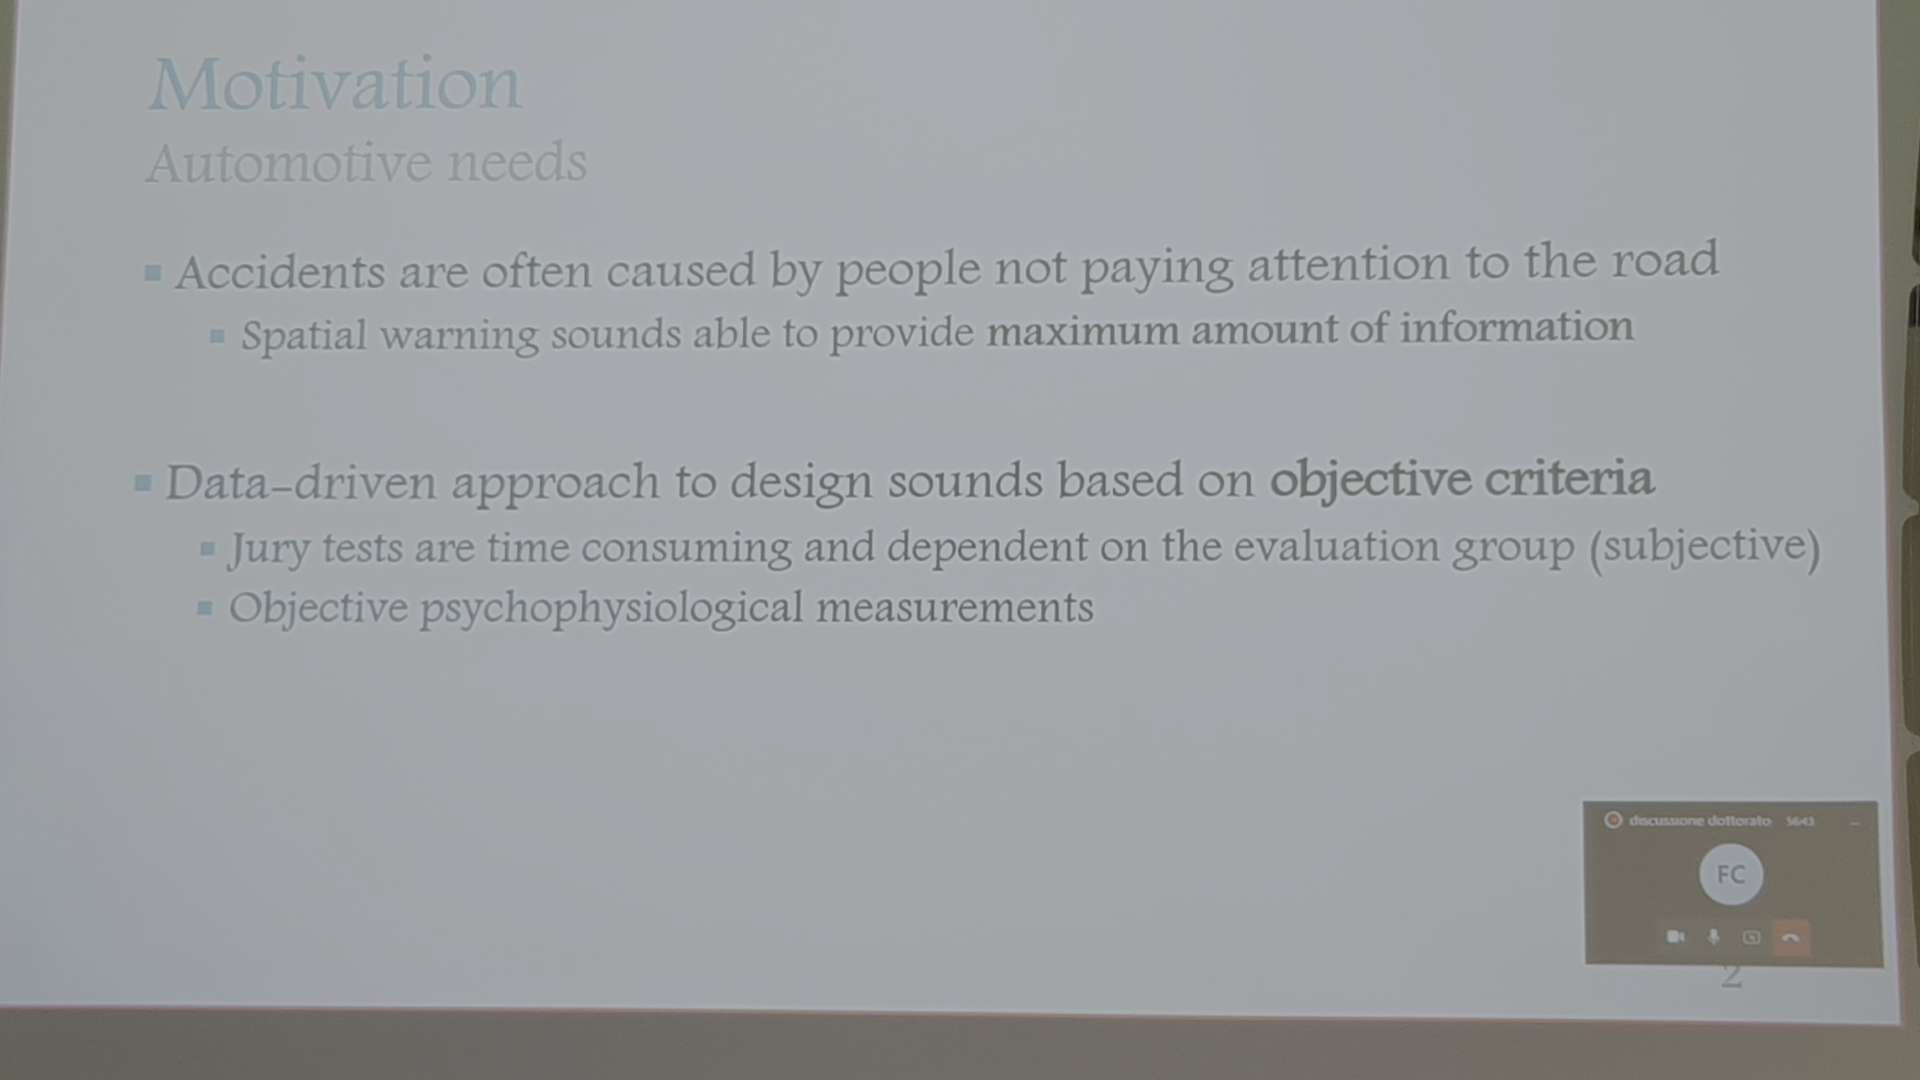 Motivation
Automotive needs
Accidents are often caused by people not paying attention to the road
Spatial warning sounds able to provide maximum amount of information
Data-driven approach to design sounds based on objective criteria
Jury tests are time consuming and dependent on the evaluation group (subjective)
Objective psychophysiological measurements
discussione dottorato 56:43
FC
2